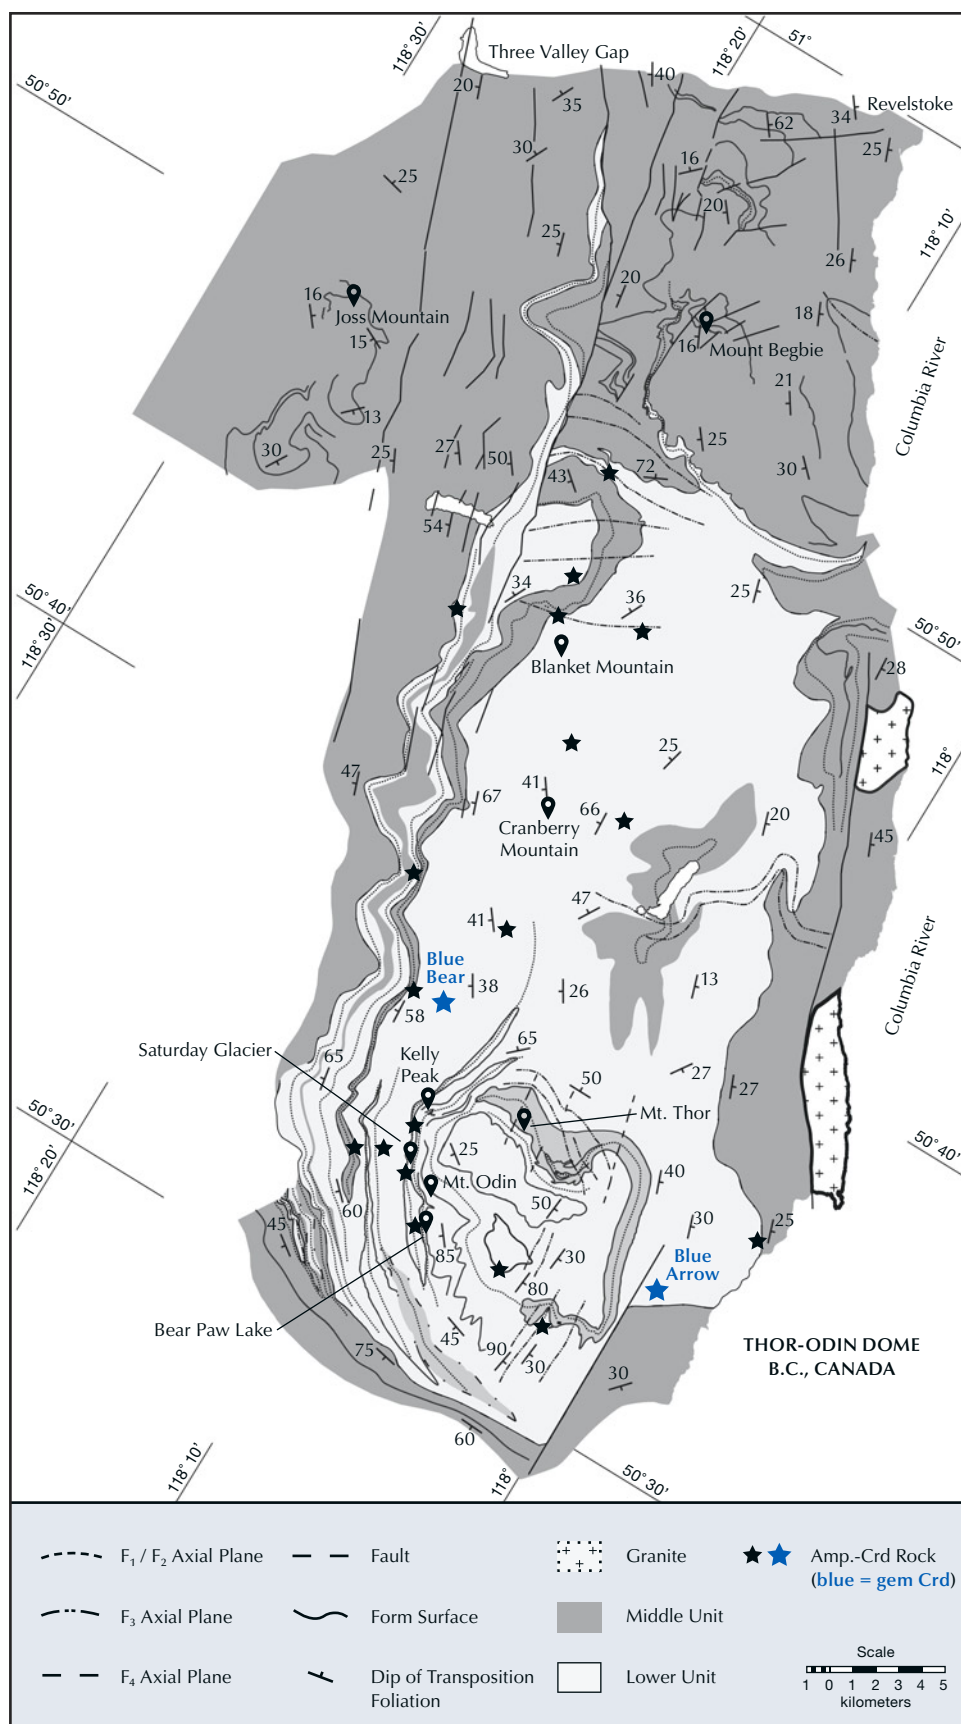 118° 30'
Three Valley Gap
118° 20'
51°
50° 50'
20
40
35
Revelstoke
62
34
30
25
16
25
20
118° 10'
25
26
20
16
Joss Mountain
18
15
16
Mount Begbie
Columbia River
21
13
25
27
50
25
30
30
43
72
54
34
25
36
50° 40'
118° 30'
50° 50'
Blanket Mountain
28
25
118°
47
41
67
66
20
Cranberry
Mountain
45
47
41
Columbia River
Blue
Bear
38
26
13
58
65
Saturday Glacier
65
Kelly
Peak
50
27
27
50° 30'
Mt. Thor
118° 20'
25
50° 40'
40
Mt. Odin
60
50
45
30
25
85
30
Blue
Arrow
80
Bear Paw Lake
45
75
90
30
THOR-ODIN DOME
B.C., CANADA
30
60
118° 10'
118°
50° 30'
F1 / F2 Axial Plane
Fault
Granite
Amp.-Crd Rock
(blue = gem Crd)
F3 Axial Plane
Form Surface
Middle Unit
F4 Axial Plane
Dip of Transposition
Foliation
Lower Unit
Scale
1 0 1 2 3 4 5
kilometers